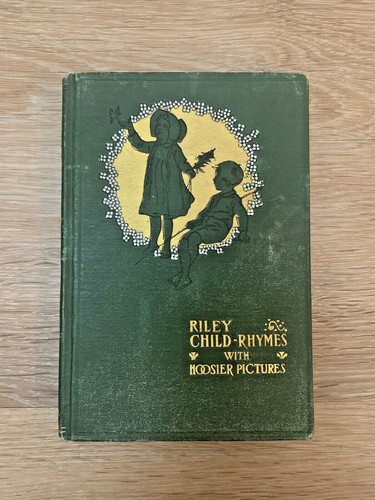 RILEY
CHILD-RHYMES
WITH
HOOSIER PICTURES